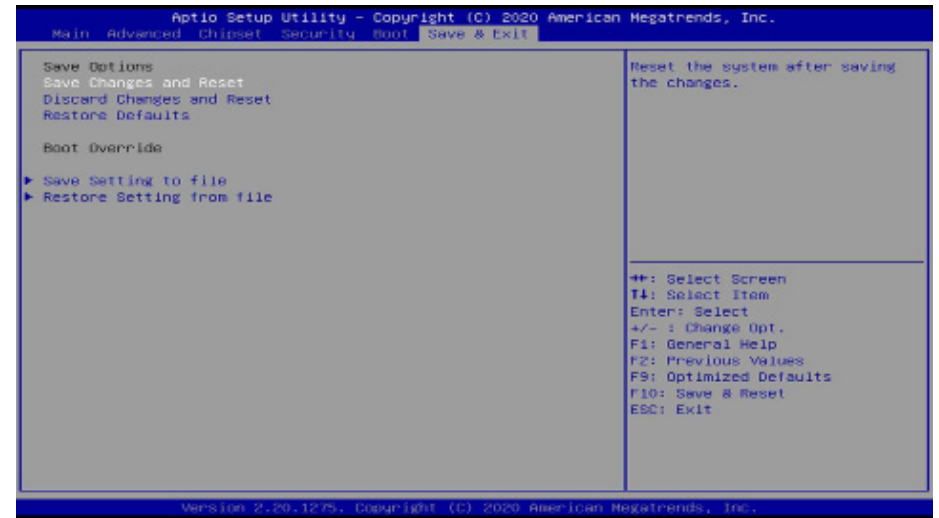 Aptio Setup Utility – Copyright (C) 2020 American Megatrends, Inc.
Main Advanced Chipset Security Boot Save & Exit
Save Options
Save Changes and Reset
Discard Changes and Reset
Restore Defaults
Boot Override
▶ Save Setting to file
▶ Restore Setting from file
Reset the system after saving
the changes.
→←: Select Screen
↑↓: Select Item
Enter: Select
+/- : Change Opt.
F1: General Help
F2: Previous Values
F9: Optimized Defaults
F10: Save & Reset
ESC: Exit
Version 2.20.1275. Copyright (C) 2020 American Megatrends, Inc.